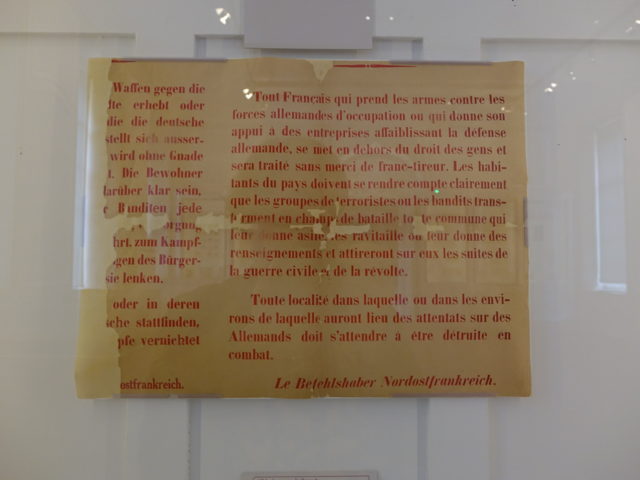 Waffen gegen die
erhebt oder
die die deutsche
stellt sich ausser-
wird ohne Gnade
t. Die Bewohner
darüber klar sein,
Banditen jede
orgung
hrt, zum Kampf-
gen des Bürger-
sie lenken.
oder in deren
sche stattfinden,
pfe vernichtet
ostfrankreich.
Tout Français qui prend les armes contre les
forces allemandes d'occupation ou qui donne son
appui à des entreprises affaiblissant la défense
allemande, se met en dehors du droit des gens et
sera traité sans merci de franc-tireur. Les habi-
tants du pays doivent se rendre compte clairement
que les groupes de terroristes ou les bandits trans-
forment en champ de bataille commune qui
leur donne asile, les ravitaille ou leur donne des
renseignements et attireront sur eux les suites de
la guerre civile et de la révolte.
Toute localité dans laquelle ou dans les envi-
rons de laquelle auront lieu des attentats sur des
Allemands doit s'attendre à être détruite en
combat.
Le Befehlshaber Nordostfrankreich.